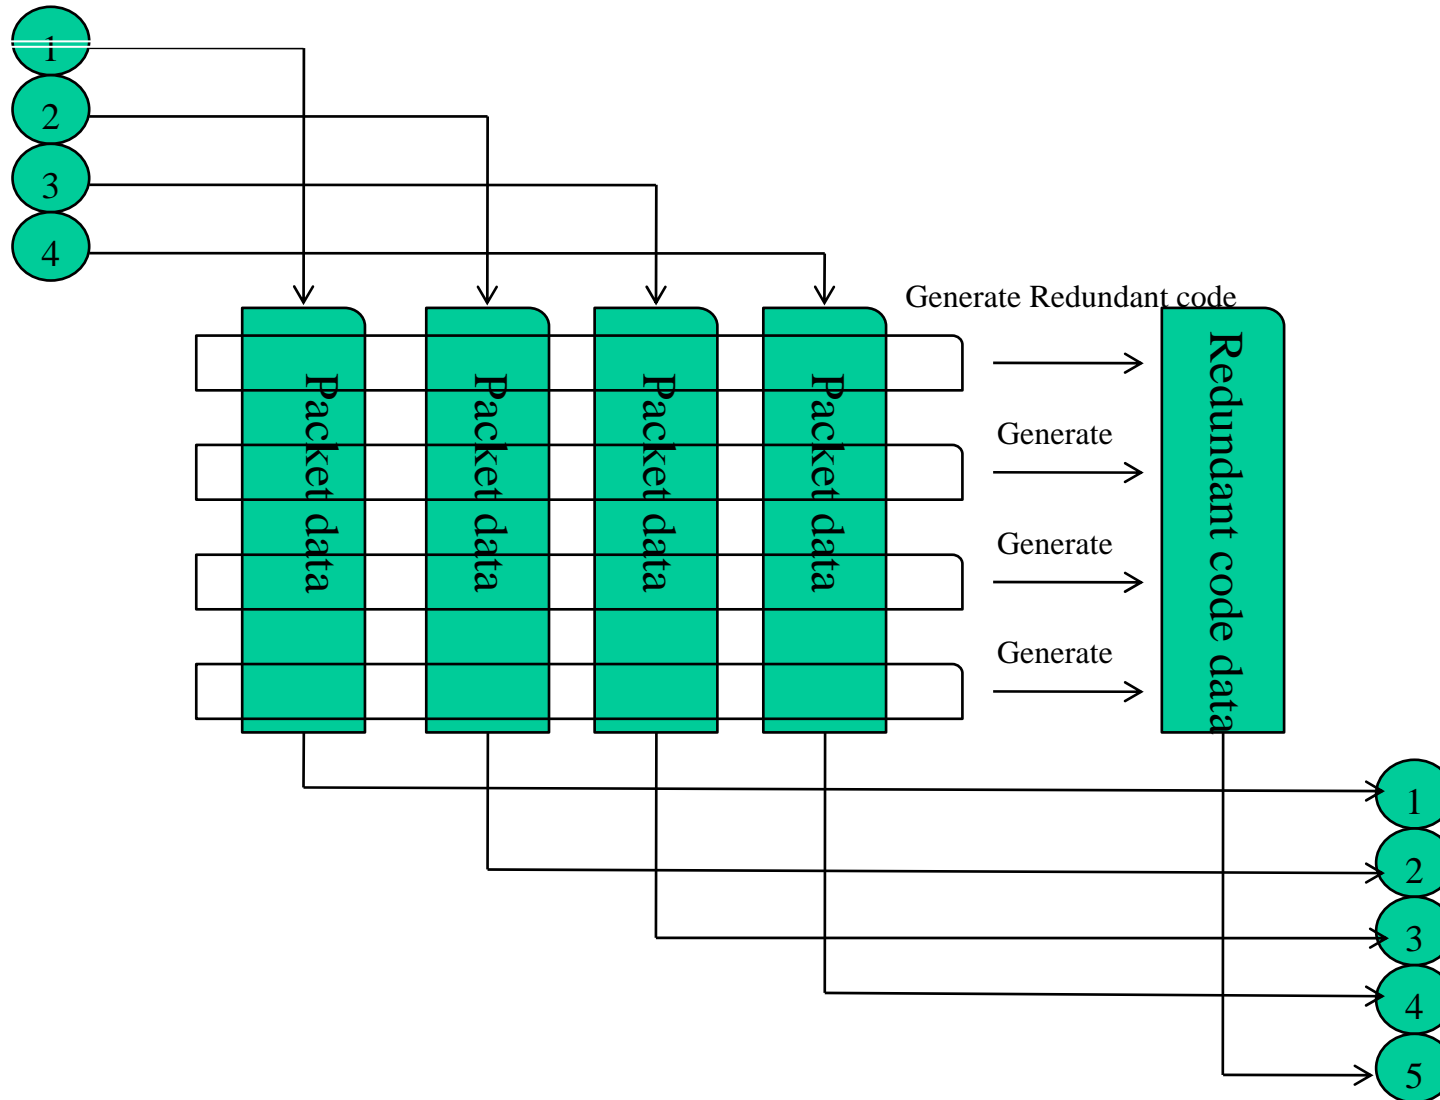 1
2
3
4
Generate Redundant code
Packet data
Packet data
Packet data
Packet data
Redundant code data
Generate
Generate
Generate
1
2
3
4
5